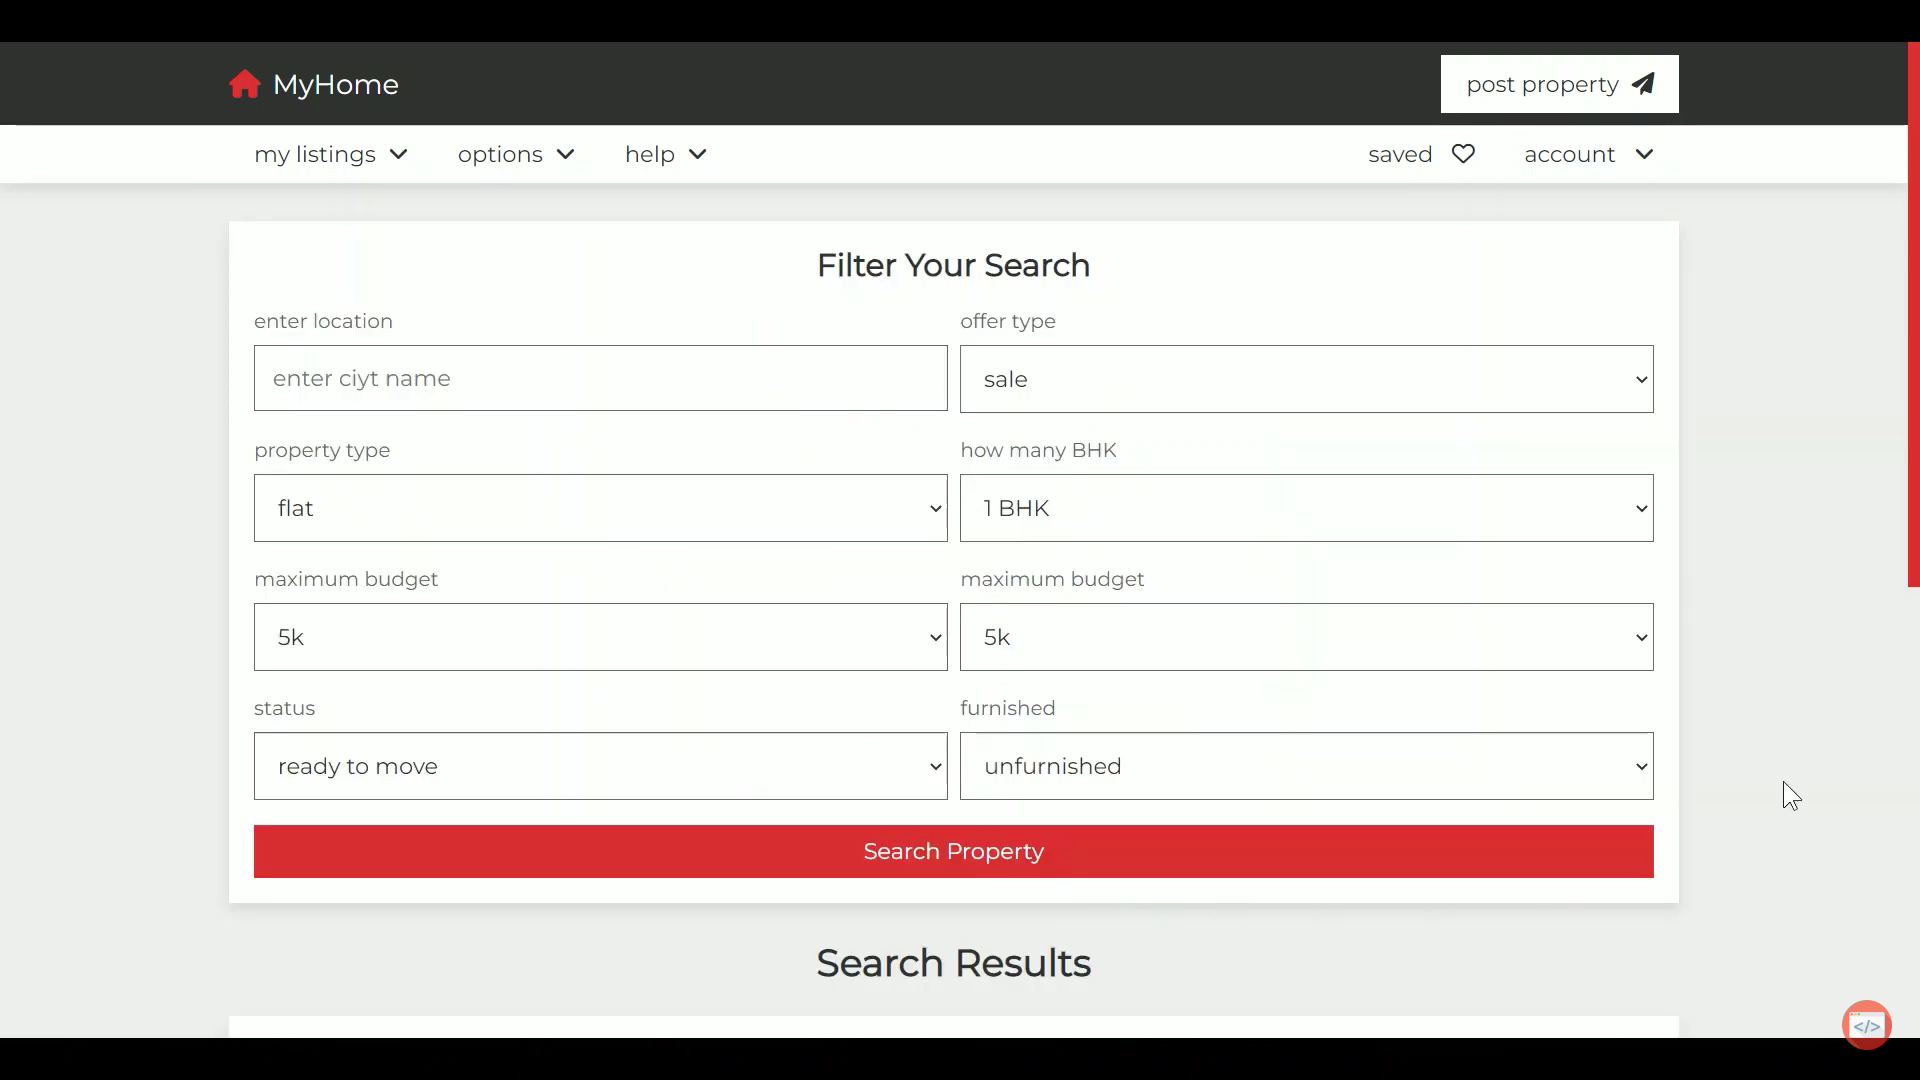 MyHome
post property
my listings
options
help
saved
account
Filter Your Search
enter location
offer type
enter ciyt name
sale
property type
how many BHK
flat
1 BHK
maximum budget
maximum budget
5k
5k
status
furnished
ready to move
unfurnished
Search Property
Search Results
</>